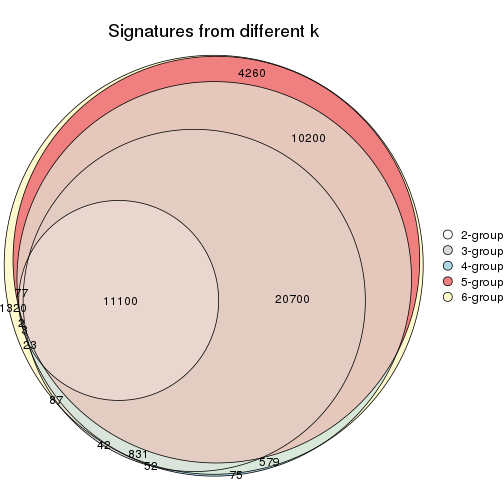 Signatures from different k
4260
10200
2-group
3-group
4-group
5-group
6-group
77
1320
11100
20700
3
23
87
42
831
52
579
75